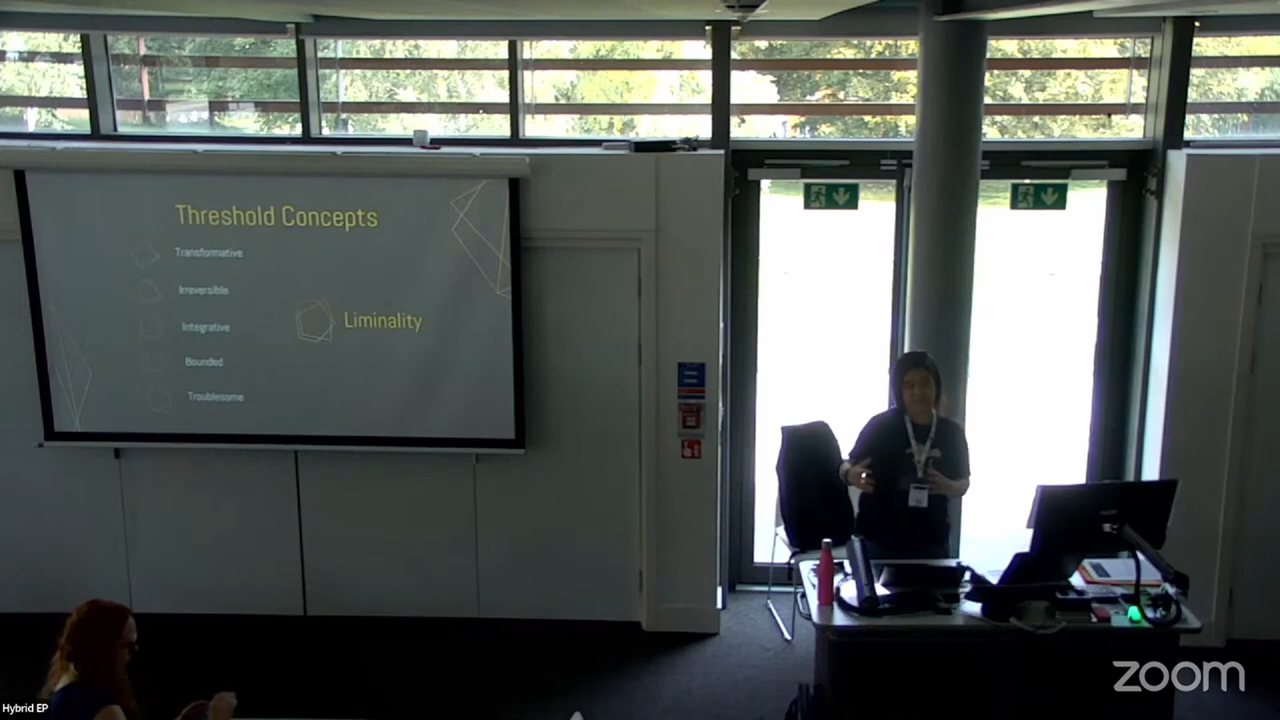 Threshold Concepts
Transformative
Irreversible
Integrative
Liminality
Bounded
Troublesome
zoom
Hybrid EP